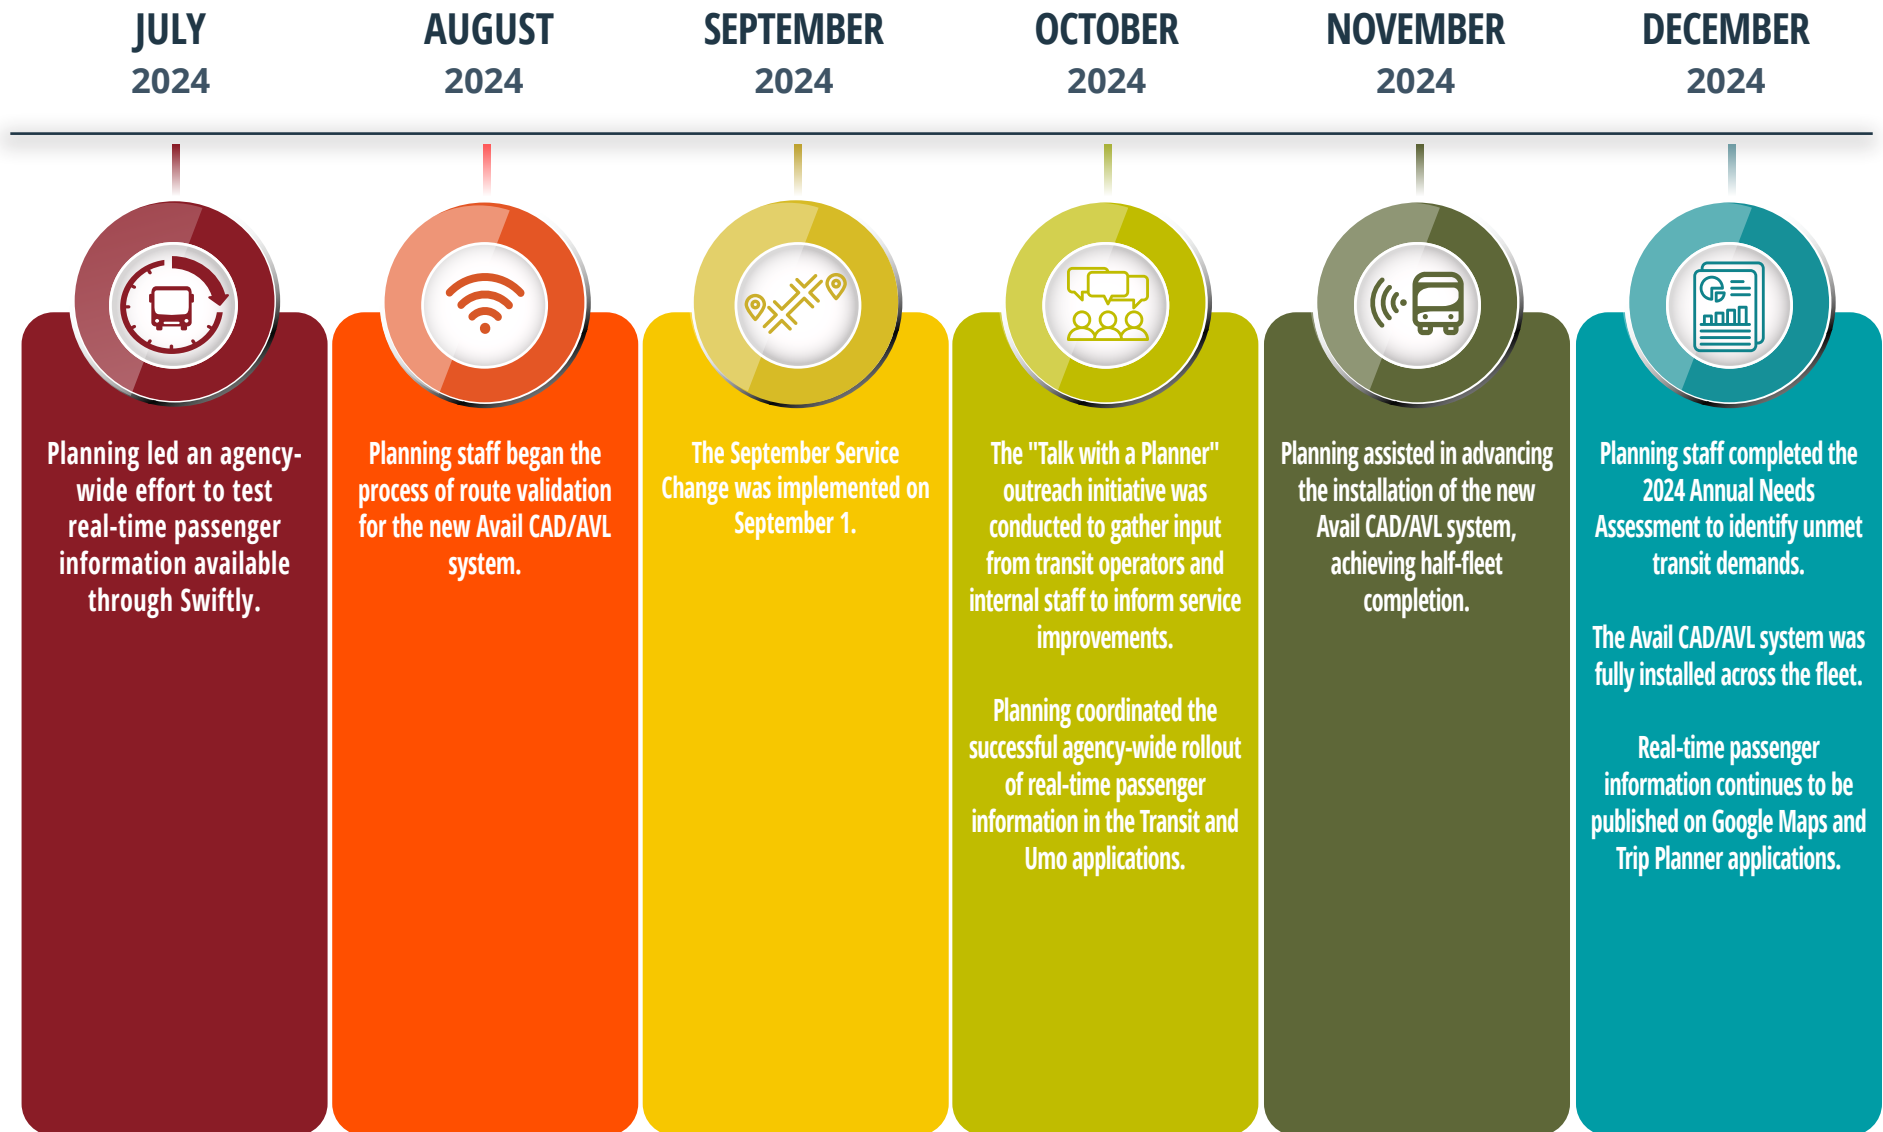 JULY
2024
AUGUST
2024
SEPTEMBER
2024
OCTOBER
2024
NOVEMBER
2024
DECEMBER
2024
Planning led an agency-
wide effort to test
real-time passenger
information available
through Swiftly.
Planning staff began the
process of route validation
for the new Avail CAD/AVL
system.
The September Service
Change was implemented on
September 1.
The "Talk with a Planner"
outreach initiative was
conducted to gather input
from transit operators and
internal staff to inform service
improvements.
Planning coordinated the
successful agency-wide rollout
of real-time passenger
information in the Transit and
Umo applications.
Planning assisted in advancing
the installation of the new
Avail CAD/AVL system,
achieving half-fleet
completion.
Planning staff completed the
2024 Annual Needs
Assessment to identify unmet
transit demands.
The Avail CAD/AVL system was
fully installed across the fleet.
Real-time passenger
information continues to be
published on Google Maps and
Trip Planner applications.